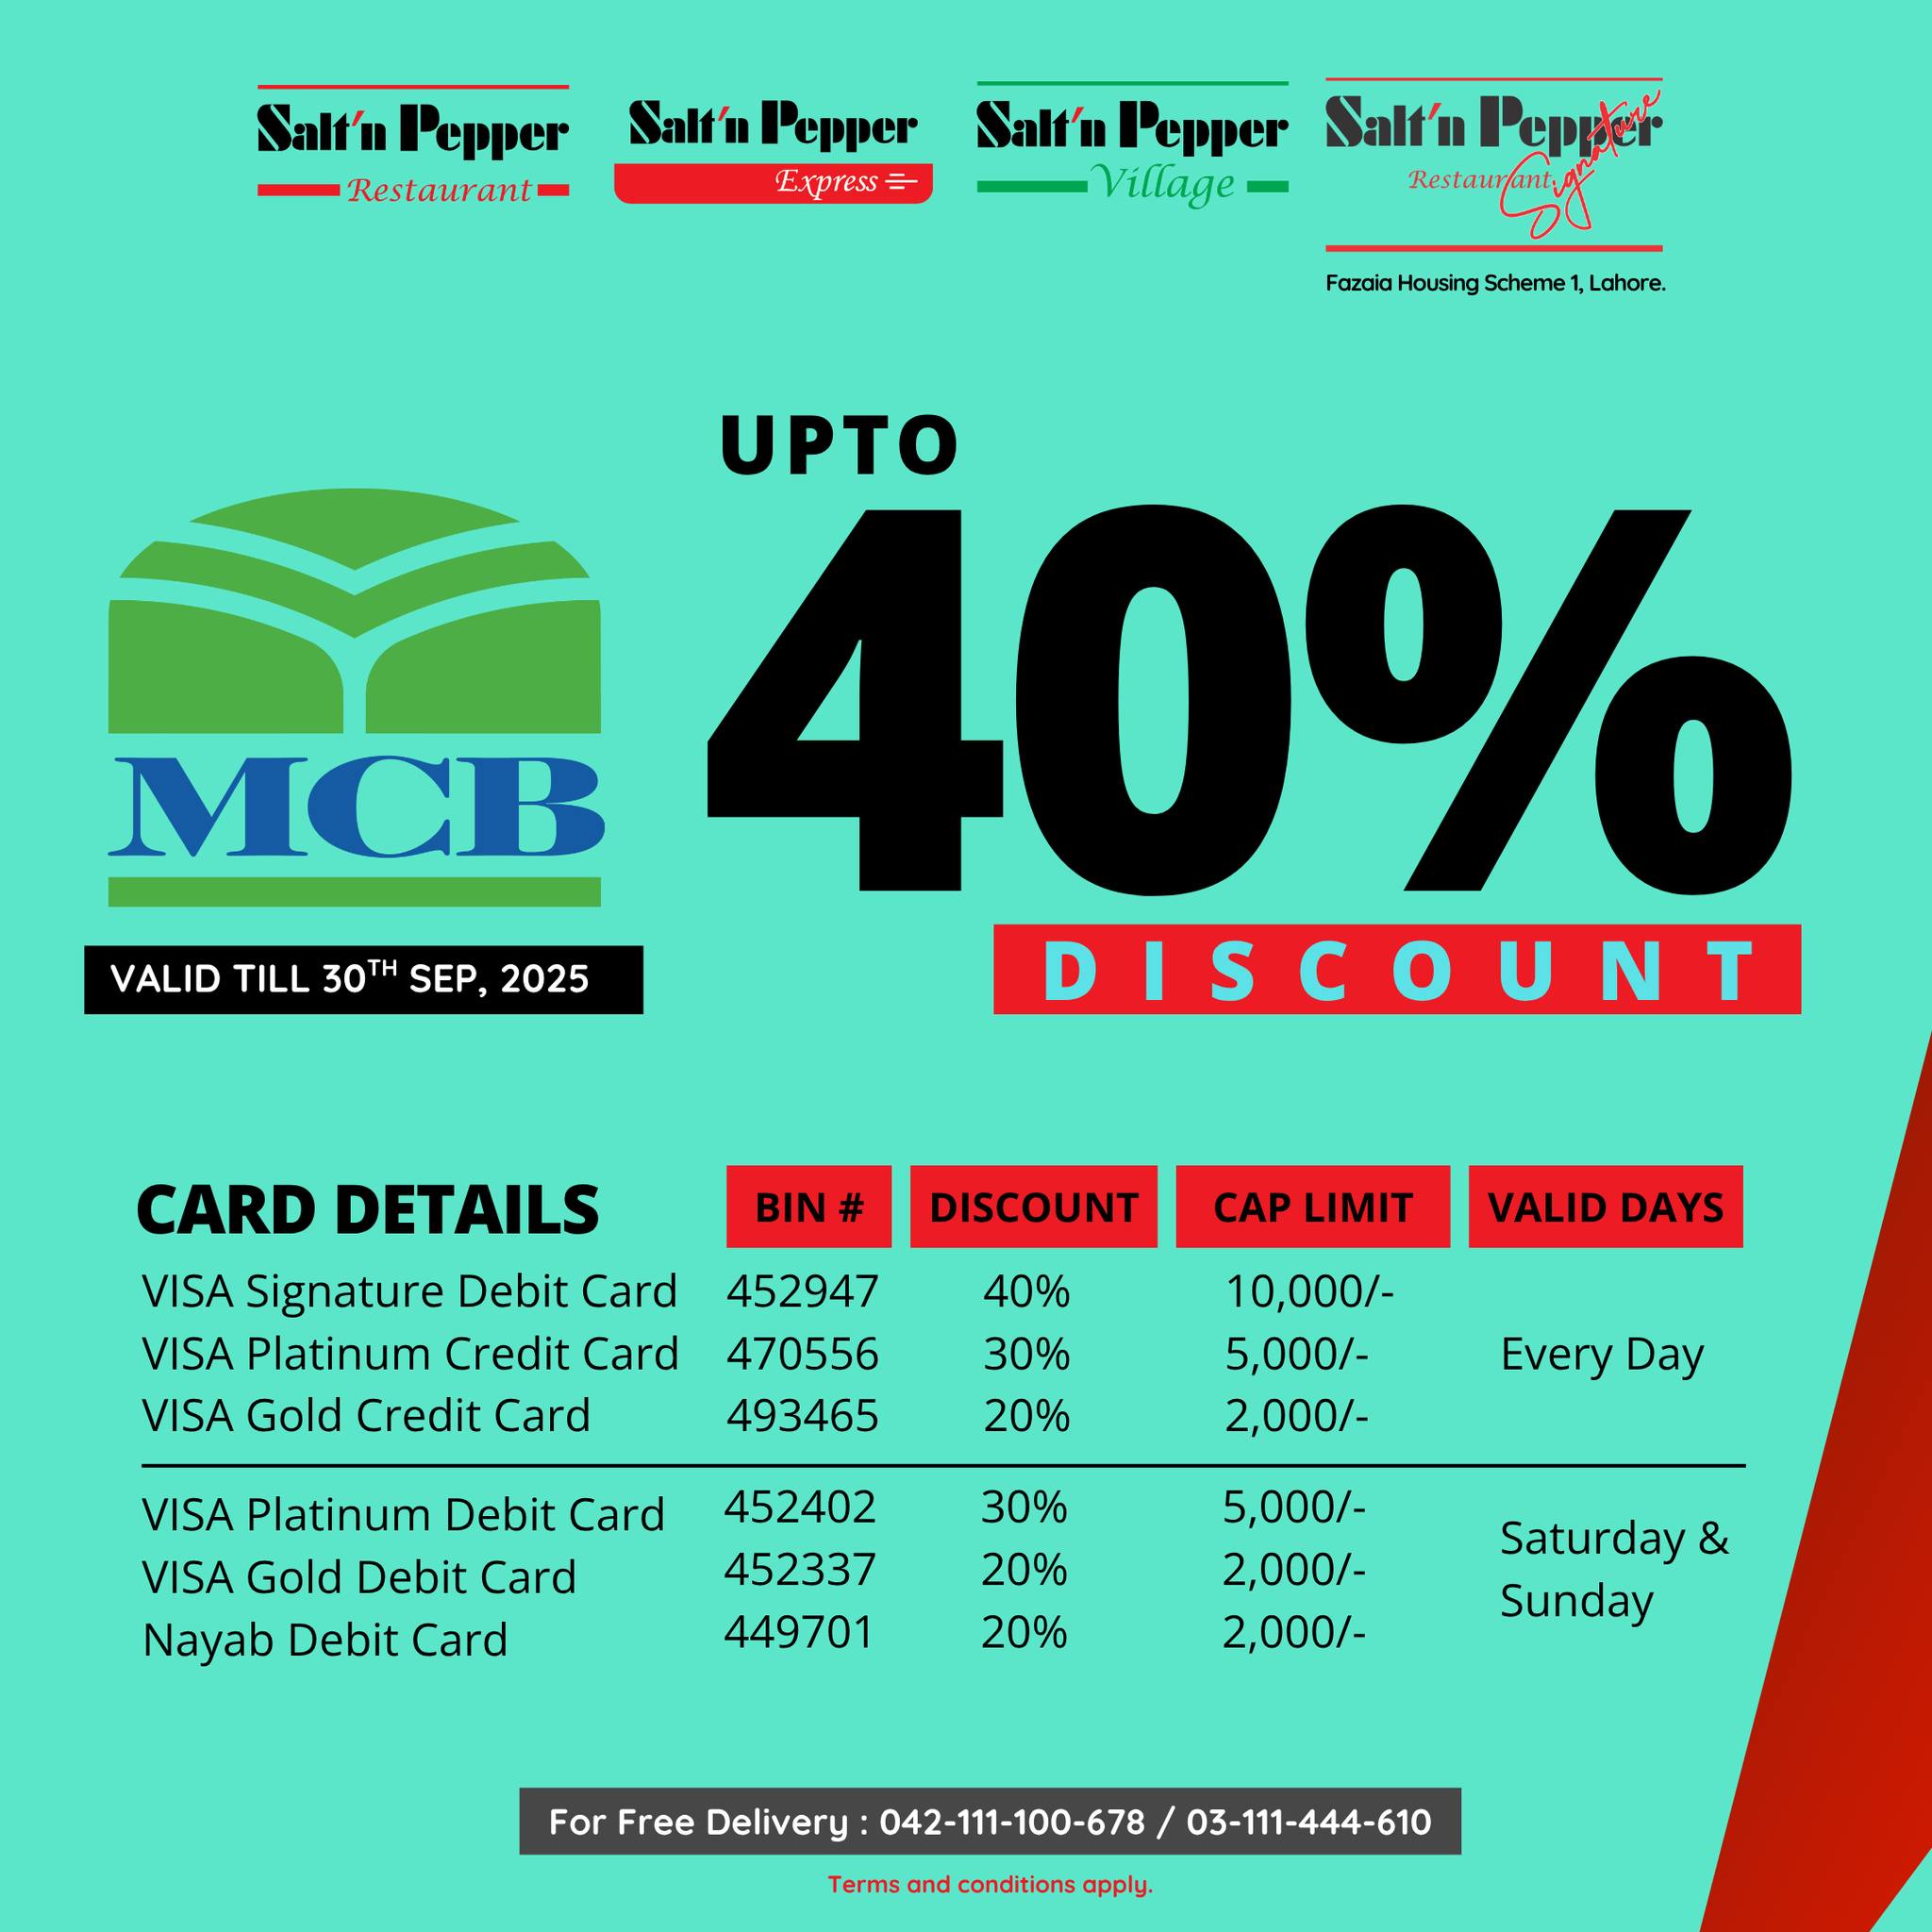 Salt'n Pepper
Restaurant
Salt'n Pepper
Express
Salt'n Pepper
Village
Salt'n Pepper
Restaurant
Signature
Fazaia Housing Scheme 1, Lahore.
UPTO
40%
DISCOUNT
MCB
VALID TILL 30TH SEP, 2025
CARD DETAILS BIN # DISCOUNT CAP LIMIT VALID DAYS
VISA Signature Debit Card 452947 40% 10,000/-
VISA Platinum Credit Card 470556 30% 5,000/- Every Day
VISA Gold Credit Card 493465 20% 2,000/-
VISA Platinum Debit Card 452402 30% 5,000/-
Saturday &
VISA Gold Debit Card 452337 20% 2,000/-
Sunday
Nayab Debit Card 449701 20% 2,000/-
For Free Delivery : 042-111-100-678 / 03-111-444-610
Terms and conditions apply.